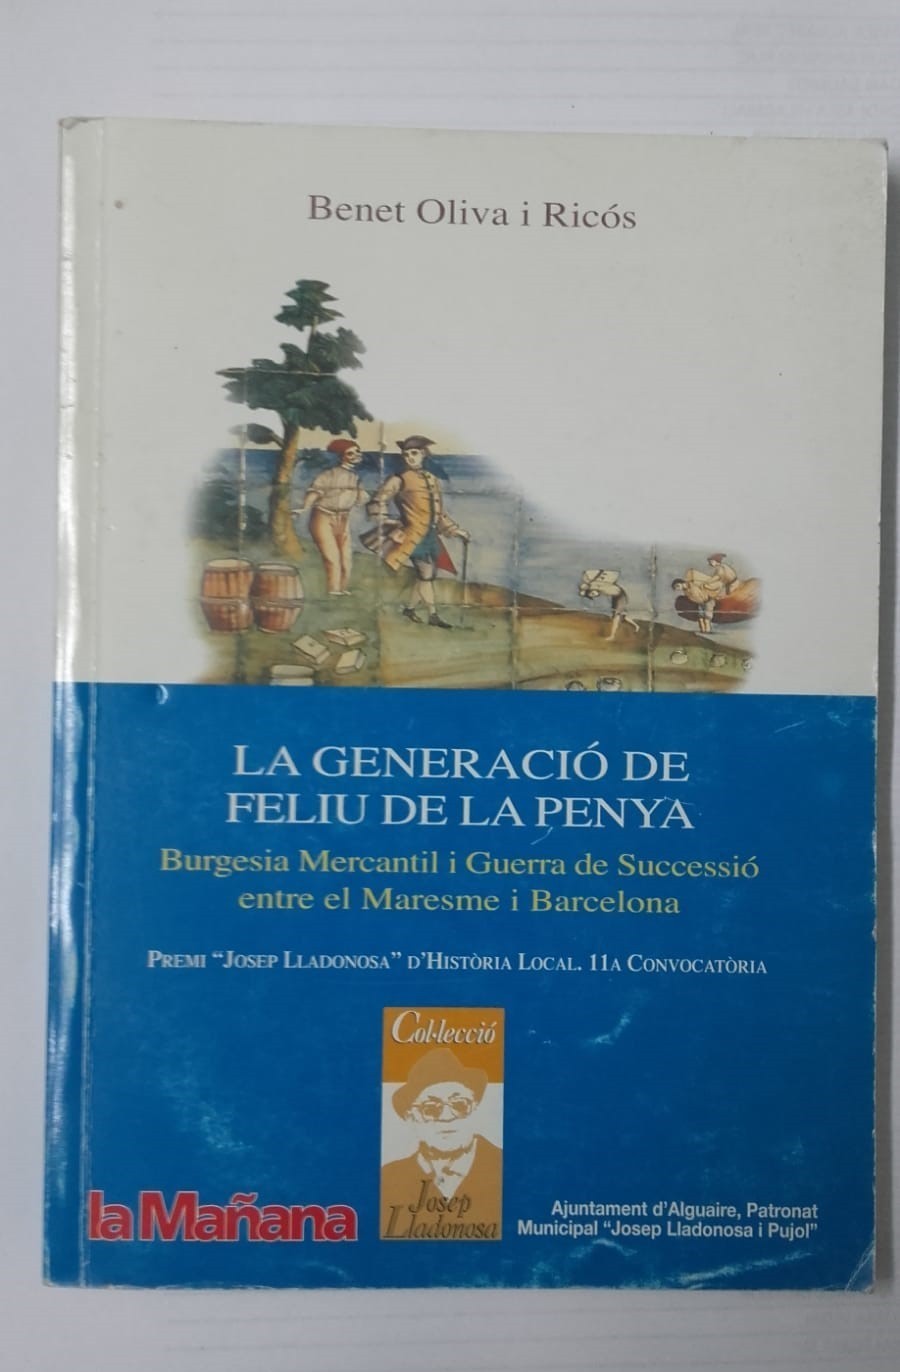 Benet Oliva i Ricós
LA GENERACIÓ DE
FELIU DE LA PENYA
Burgesia Mercantil i Guerra de Successió
entre el Maresme i Barcelona
PREMI “JOSEP LLADONOSA” D’HISTÒRIA LOCAL. 11A CONVOCATÒRIA
Col·lecció
Josep
Lladonosa
la Mañana
Ajuntament d’Alguaire, Patronat
Municipal “Josep Lladonosa i Pujol”